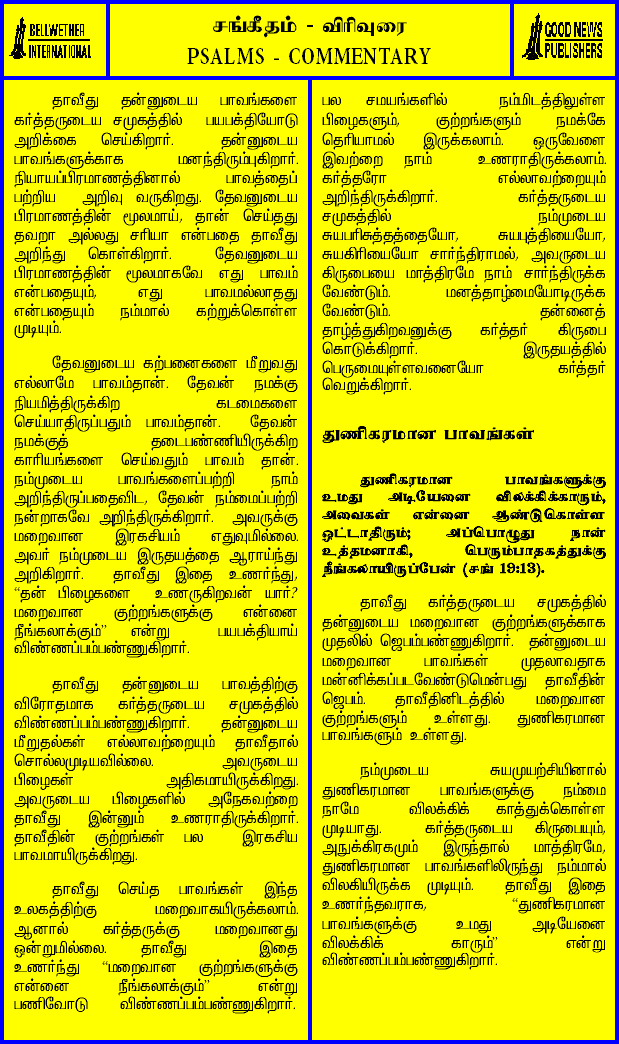 BELLWETHER
INTERNATIONAL
சங்கீதம் - விரிவுரை
PSALMS - COMMENTARY
GOOD NEWS
PUBLISHERS
தாவீது தன்னுடைய பாவங்களை
கர்த்தருடைய சமுகத்தில் பயபக்தியோடு
அறிக்கை செய்கிறார். தன்னுடைய
பாவங்களுக்காக மனந்திரும்புகிறார்.
நியாயப்பிரமாணத்தினால் பாவத்தைப்
பற்றிய அறிவு வருகிறது. தேவனுடைய
பிரமாணத்தின் மூலமாய், தான் செய்தது
தவறா அல்லது சரியா என்பதை தாவீது
அறிந்து கொள்கிறார். தேவனுடைய
பிரமாணத்தின் மூலமாகவே எது பாவம்
என்பதையும், எது பாவமல்லாதது
என்பதையும் நம்மால் கற்றுக்கொள்ள
முடியும்.
தேவனுடைய கற்பனைகளை மீறுவது
எல்லாமே பாவம்தான். தேவன் நமக்கு
நியமித்திருக்கிற கடமைகளை
செய்யாதிருப்பதும் பாவம்தான். தேவன்
நமக்குத் தடைபண்ணியிருக்கிற
காரியங்களை செய்வதும் பாவம் தான்.
நம்முடைய பாவங்களைப்பற்றி நாம்
அறிந்திருப்பதைவிட, தேவன் நம்மைப்பற்றி
நன்றாகவே அறிந்திருக்கிறார். அவருக்கு
மறைவான இரகசியம் எதுவுமில்லை.
அவர் நம்முடைய இருதயத்தை ஆராய்ந்து
அறிகிறார். தாவீது இதை உணர்ந்து,
“தன் பிழைகளை உணருகிறவன் யார்?
மறைவான குற்றங்களுக்கு என்னை
நீங்கலாக்கும்” என்று பயபக்தியாய்
விண்ணப்பம்பண்ணுகிறார்.
தாவீது தன்னுடைய பாவத்திற்கு
விரோதமாக கர்த்தருடைய சமுகத்தில்
விண்ணப்பம்பண்ணுகிறார். தன்னுடைய
மீறுதல்கள் எல்லாவற்றையும் தாவீதால்
சொல்லமுடியவில்லை. அவருடைய
பிழைகள் அதிகமாயிருக்கிறது.
அவருடைய பிழைகளில் அநேகவற்றை
தாவீது இன்னும் உணராதிருக்கிறார்.
தாவீதின் குற்றங்கள் பல இரகசிய
பாவமாயிருக்கிறது.
தாவீது செய்த பாவங்கள் இந்த
உலகத்திற்கு மறைவாகயிருக்கலாம்.
ஆனால் கர்த்தருக்கு மறைவானது
ஒன்றுமில்லை. தாவீது இதை
உணர்ந்து “மறைவான குற்றங்களுக்கு
என்னை நீங்கலாக்கும்” என்று
பணிவோடு விண்ணப்பம்பண்ணுகிறார்.
பல சமயங்களில் நம்மிடத்திலுள்ள
பிழைகளும், குற்றங்களும் நமக்கே
தெரியாமல் இருக்கலாம். ஒருவேளை
இவற்றை நாம் உணராதிருக்கலாம்.
கர்த்தரோ எல்லாவற்றையும்
அறிந்திருக்கிறார். கர்த்தருடைய
சமுகத்தில் நம்முடைய
சுயபரிசுத்தத்தையோ, சுயபுத்தியையோ,
சுயகிரியையோ சார்ந்திராமல், அவருடைய
கிருபையை மாத்திரமே நாம் சார்ந்திருக்க
வேண்டும். மனத்தாழ்மையோடிருக்க
வேண்டும். தன்னைத்
தாழ்த்துகிறவனுக்கு கர்த்தர் கிருபை
கொடுக்கிறார். இருதயத்தில்
பெருமையுள்ளவனையோ கர்த்தர்
வெறுக்கிறார்.
துணிகரமான பாவங்கள்
துணிகரமான பாவங்களுக்கு
உமது அடியேனை விலக்கிக்காரும்,
அவைகள் என்னை ஆண்டுகொள்ள
ஒட்டாதிரும்; அப்பொழுது நான்
உத்தமனாகி, பெரும்பாதகத்துக்கு
நீங்கலாயிருப்பேன் (சங் 19:13).
தாவீது கர்த்தருடைய சமுகத்தில்
தன்னுடைய மறைவான குற்றங்களுக்காக
முதலில் ஜெபம்பண்ணுகிறார். தன்னுடைய
மறைவான பாவங்கள் முதலாவதாக
மன்னிக்கப்படவேண்டுமென்பது தாவீதின்
ஜெபம். தாவீதினிடத்தில் மறைவான
குற்றங்களும் உள்ளது. துணிகரமான
பாவங்களும் உள்ளது.
நம்முடைய சுயமுயற்சியினால்
துணிகரமான பாவங்களுக்கு நம்மை
நாமே விலக்கிக் காத்துக்கொள்ள
முடியாது. கர்த்தருடைய கிருபையும்,
அநுக்கிரகமும் இருந்தால் மாத்திரமே,
துணிகரமான பாவங்களிலிருந்து நம்மால்
விலகியிருக்க முடியும். தாவீது இதை
உணர்ந்தவராக, “துணிகரமான
பாவங்களுக்கு உமது அடியேனை
விலக்கிக் காரும்” என்று
விண்ணப்பம்பண்ணுகிறார்.